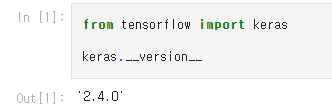 In [1]:
from tensorflow import keras
keras.__version__
Out[1]: '2.4.0'